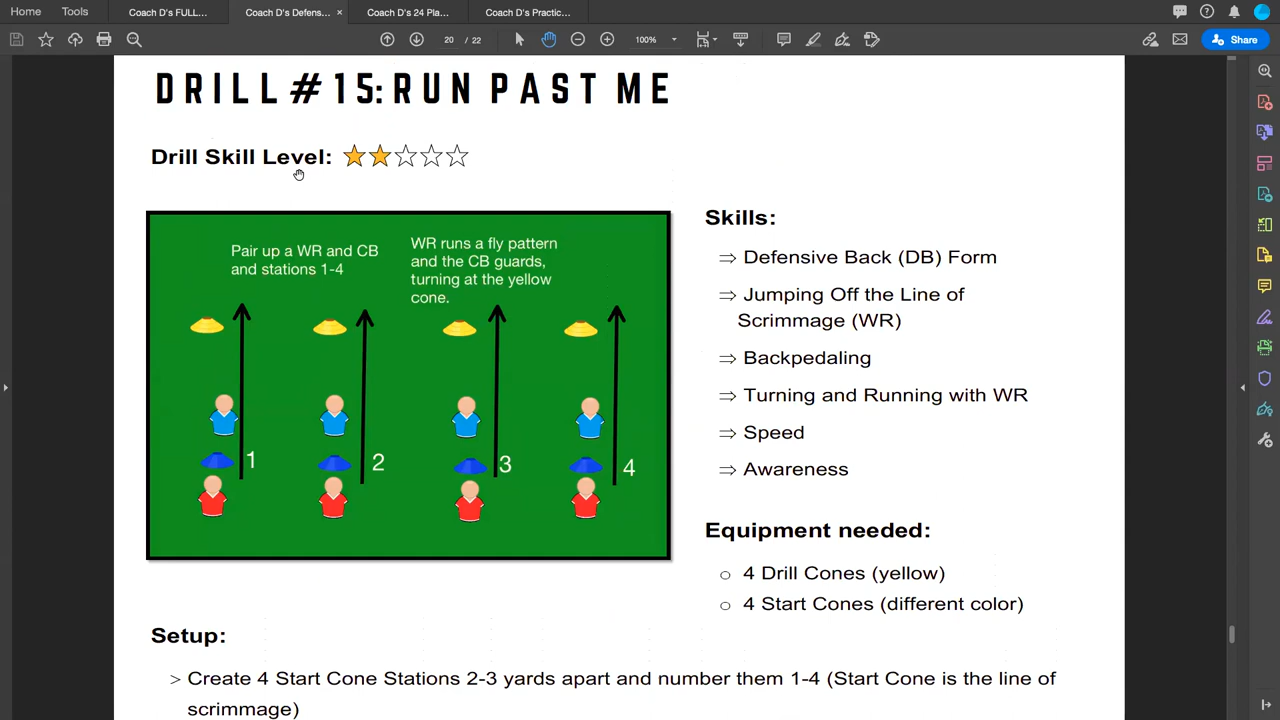 Home
Tools
Coach D's FULL...
Coach D's Defens...
×
Coach D's 24 Pla...
Coach D's Practic...
20 / 22
100%
Share
DRILL #15: RUN PAST ME
Drill Skill Level:
Pair up a WR and CB
and stations 1-4
WR runs a fly pattern
and the CB guards,
turning at the yellow
cone.
1
2
3
4
Skills:
⇒ Defensive Back (DB) Form
⇒ Jumping Off the Line of
Scrimmage (WR)
⇒ Backpedaling
⇒ Turning and Running with WR
⇒ Speed
⇒ Awareness
Equipment needed:
○ 4 Drill Cones (yellow)
○ 4 Start Cones (different color)
Setup:
> Create 4 Start Cone Stations 2-3 yards apart and number them 1-4 (Start Cone is the line of
scrimmage)